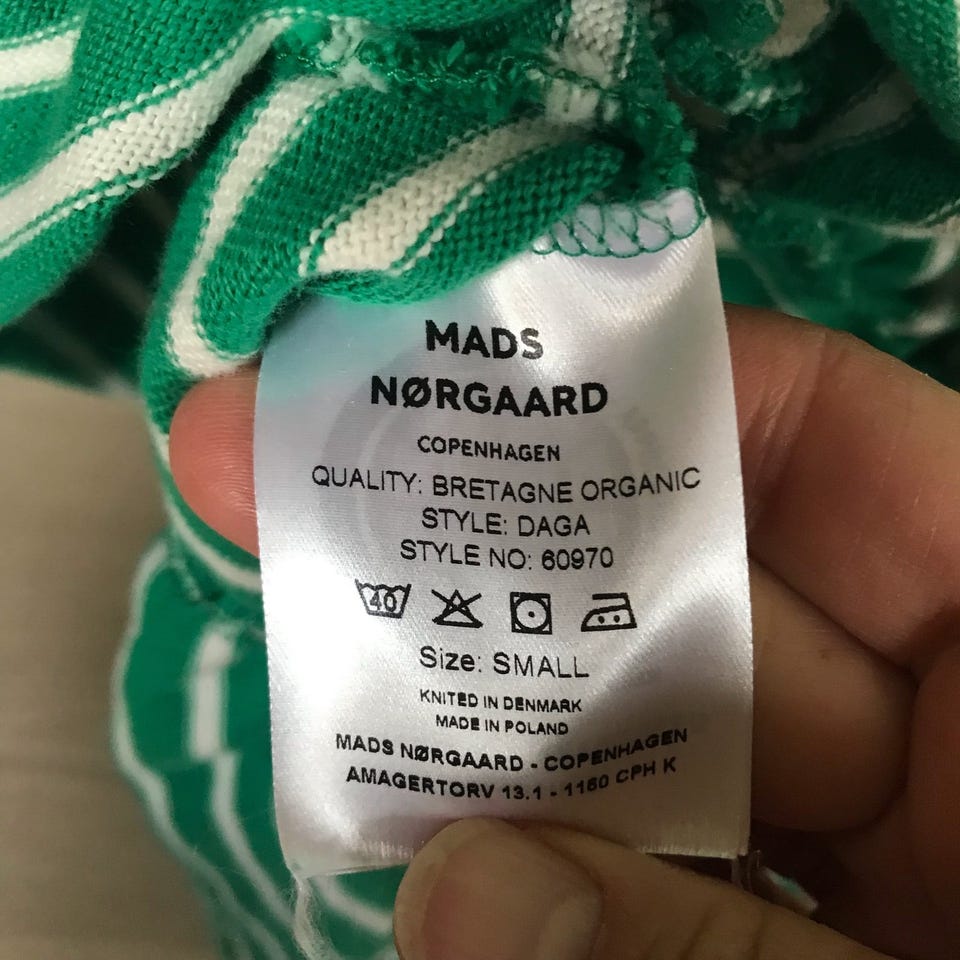 MADS
NØRGAARD
COPENHAGEN
QUALITY: BRETAGNE ORGANIC
STYLE: DAGA
STYLE NO: 60970
40
Size: SMALL
KNITED IN DENMARK
MADE IN POLAND
MADS NØRGAARD - COPENHAGEN
AMAGERTORV 13.1 - 1160 CPH K